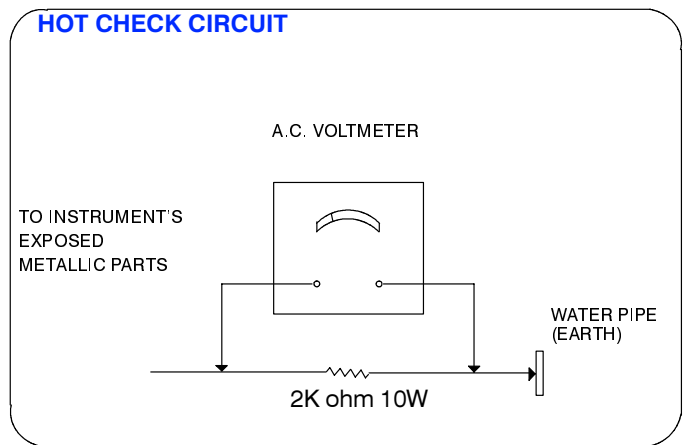 HOT CHECK CIRCUIT
A.C. VOLTMETER
TO INSTRUMENT'S
EXPOSED
METALLIC PARTS
WATER PIPE
(EARTH)
2K ohm 10W